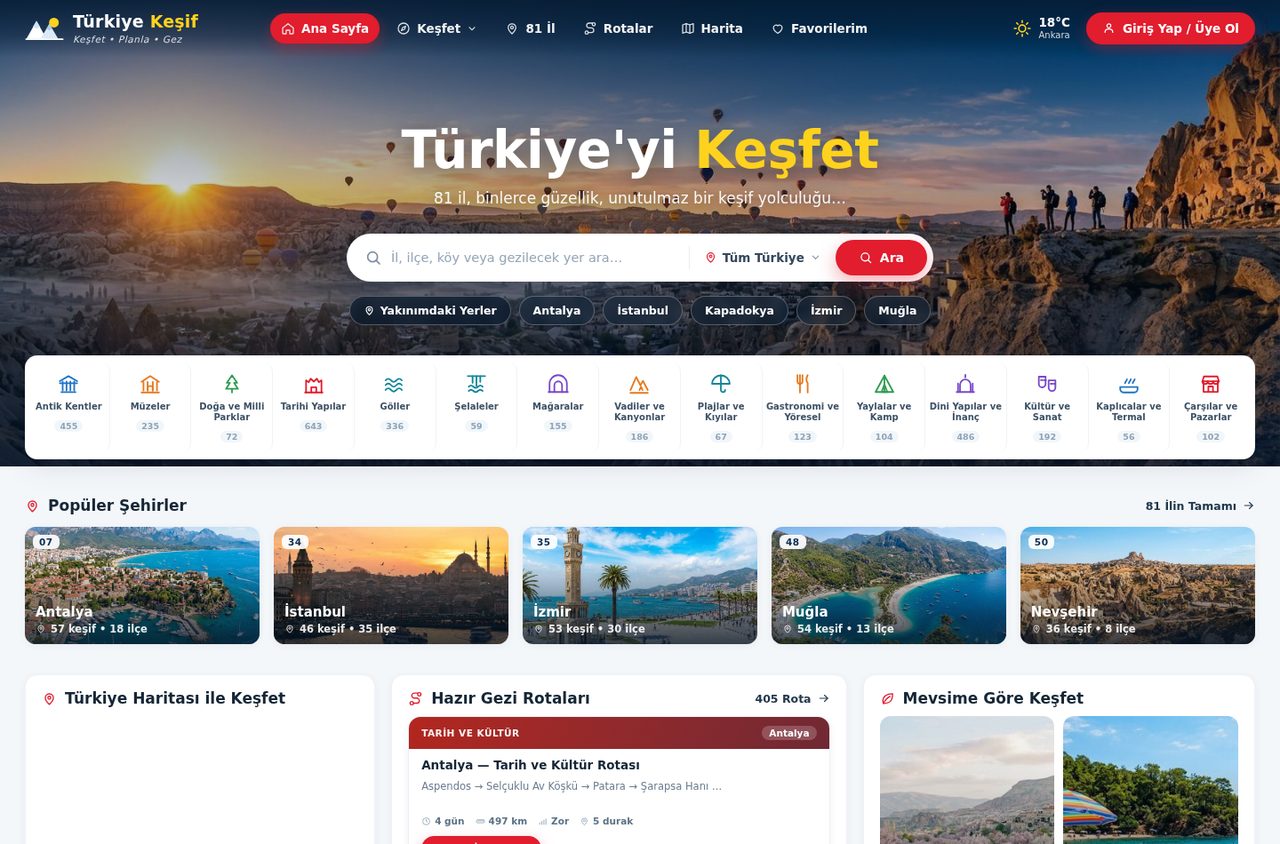 Türkiye Keşif
Keşfet • Planla • Gez
Ana Sayfa
Keşfet
81 İl
Rotalar
Harita
Favorilerim
18°C
Ankara
Giriş Yap / Üye Ol
Türkiye'yi Keşfet
81 il, binlerce güzellik, unutulmaz bir keşif yolculuğu...
İl, ilçe, köy veya gezilecek yer ara...
Tüm Türkiye
Ara
Yakınımdaki Yerler
Antalya
İstanbul
Kapadokya
İzmir
Muğla
Antik Kentler
455
Müzeler
235
Doğa ve Milli
Parklar
72
Tarihi Yapılar
643
Göller
336
Şelaleler
59
Mağaralar
155
Vadiler ve
Kanyonlar
186
Plajlar ve
Kıyılar
67
Gastronomi ve
Yöresel
123
Yaylalar ve
Kamp
104
Dini Yapılar ve
İnanç
486
Kültür ve
Sanat
192
Kaplıcalar ve
Termal
56
Çarşılar ve
Pazarlar
102
Popüler Şehirler
81 İlin Tamamı →
07
Antalya
57 keşif • 18 ilçe
34
İstanbul
46 keşif • 35 ilçe
35
İzmir
53 keşif • 30 ilçe
48
Muğla
54 keşif • 13 ilçe
50
Nevşehir
36 keşif • 8 ilçe
Türkiye Haritası ile Keşfet
Hazır Gezi Rotaları
405 Rota →
TARİH VE KÜLTÜR
Antalya
Antalya — Tarih ve Kültür Rotası
Aspendos → Selçuklu Av Köşkü → Patara → Şarapsa Hanı ...
4 gün
497 km
Zor
5 durak
Mevsime Göre Keşfet